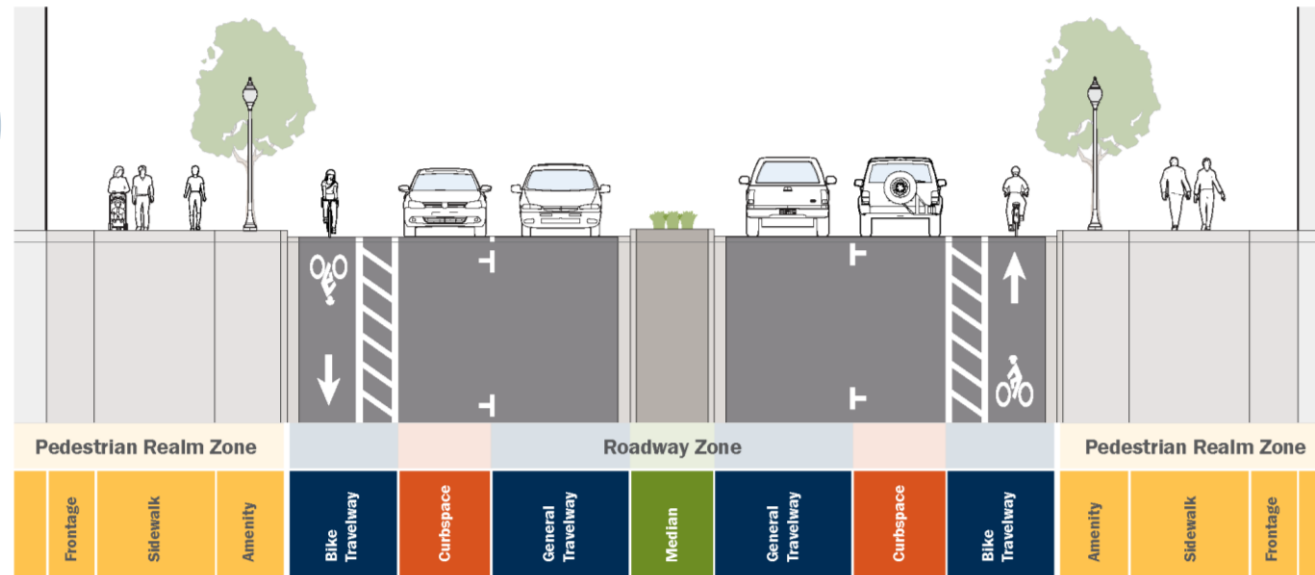 Pedestrian Realm Zone
Roadway Zone
Pedestrian Realm Zone
Frontage
Sidewalk
Amenity
Bike
Travelway
Curbspace
General
Travelway
Median
General
Travelway
Curbspace
Bike
Travelway
Amenity
Sidewalk
Frontage